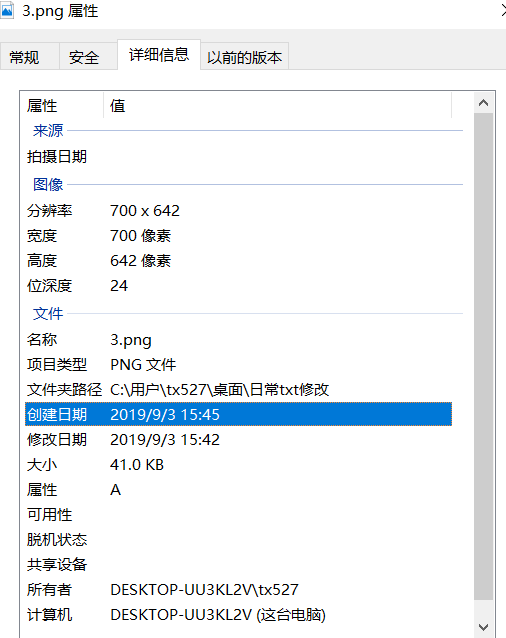 3.png 属性
常规 安全 详细信息 以前的版本
属性 值
来源
拍摄日期
图像
分辨率 700 x 642
宽度 700 像素
高度 642 像素
位深度 24
文件
名称 3.png
项目类型 PNG 文件
文件夹路径 C:\用户\tx527\桌面\日常txt修改
创建日期 2019/9/3 15:45
修改日期 2019/9/3 15:42
大小 41.0 KB
属性 A
可用性
脱机状态
共享设备
所有者 DESKTOP-UU3KL2V\tx527
计算机 DESKTOP-UU3KL2V (这台电脑)